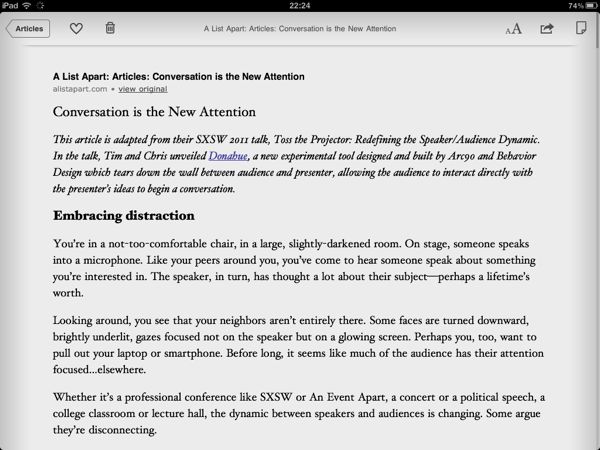 iPad 22:24 74%
Articles A List Apart: Articles: Conversation is the New Attention AA
A List Apart: Articles: Conversation is the New Attention
alistapart.com • view original
Conversation is the New Attention
This article is adapted from their SXSW 2011 talk, Toss the Projector: Redefining the Speaker/Audience Dynamic.
In the talk, Tim and Chris unveiled Donahue, a new experimental tool designed and built by Arc90 and Behavior
Design which tears down the wall between audience and presenter, allowing the audience to interact directly with
the presenter's ideas to begin a conversation.
Embracing distraction
You're in a not-too-comfortable chair, in a large, slightly-darkened room. On stage, someone speaks
into a microphone. Like your peers around you, you've come to hear someone speak about something
you're interested in. The speaker, in turn, has thought a lot about their subject—perhaps a lifetime's
worth.
Looking around, you see that your neighbors aren't entirely there. Some faces are turned downward,
brightly underlit, gazes focused not on the speaker but on a glowing screen. Perhaps you, too, want to
pull out your laptop or smartphone. Before long, it seems like much of the audience has their attention
focused...elsewhere.
Whether it's a professional conference like SXSW or An Event Apart, a concert or a political speech, a
college classroom or lecture hall, the dynamic between speakers and audiences is changing. Some argue
they're disconnecting.